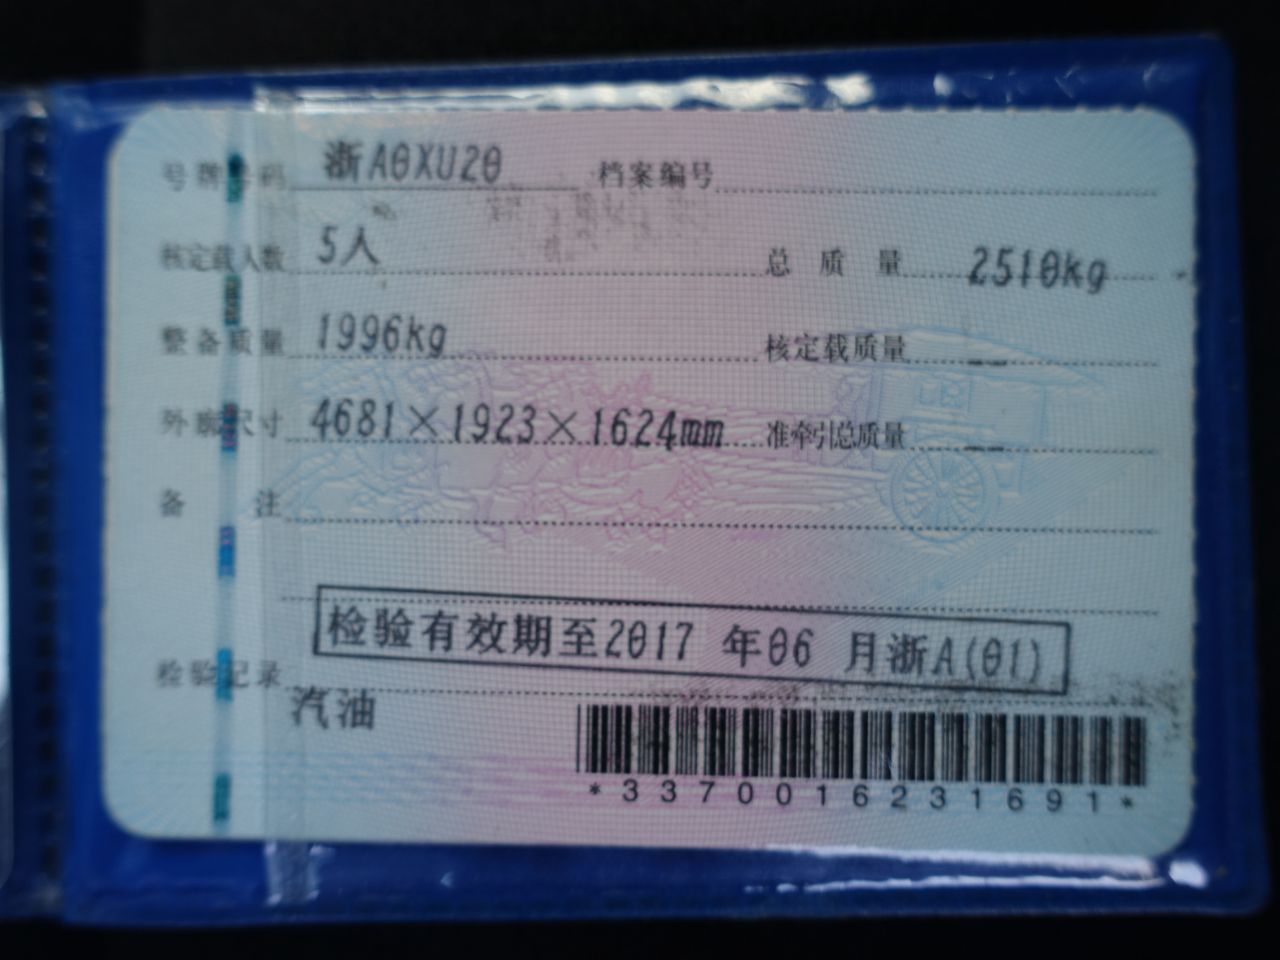 号牌号码 浙A0XU20 档案编号
核定载人数 5人 总质量 2510kg
整备质量 1996kg 核定载质量 —
外廓尺寸 4681×1923×1624mm 准牵引总质量 —
备注
检验有效期至2017年06月浙A(01)
检验记录
汽油
*3370016231691*